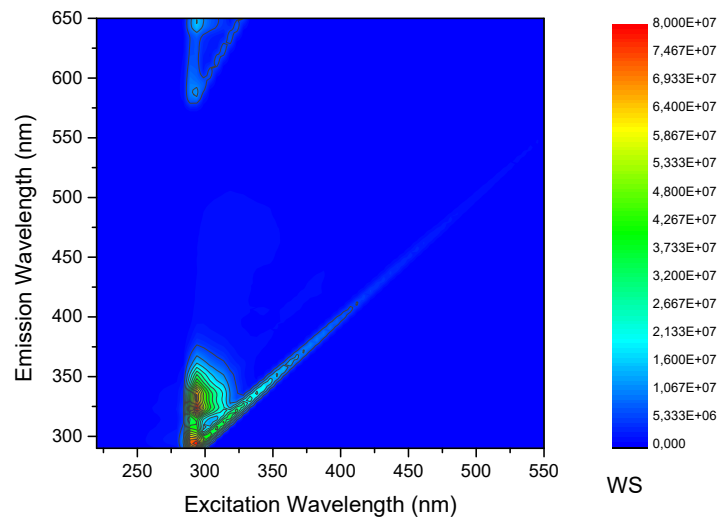 650
600
550
500
450
400
350
300
Emission Wavelength (nm)
250 300 350 400 450 500 550
Excitation Wavelength (nm)
8,000E+07
7,467E+07
6,933E+07
6,400E+07
5,867E+07
5,333E+07
4,800E+07
4,267E+07
3,733E+07
3,200E+07
2,667E+07
2,133E+07
1,600E+07
1,067E+07
5,333E+06
0,000
WS